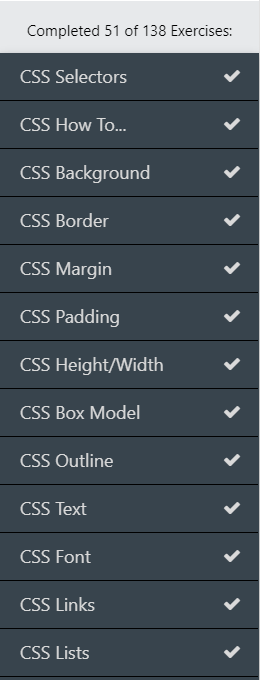 Completed 51 of 138 Exercises:
CSS Selectors
CSS How To...
CSS Background
CSS Border
CSS Margin
CSS Padding
CSS Height/Width
CSS Box Model
CSS Outline
CSS Text
CSS Font
CSS Links
CSS Lists